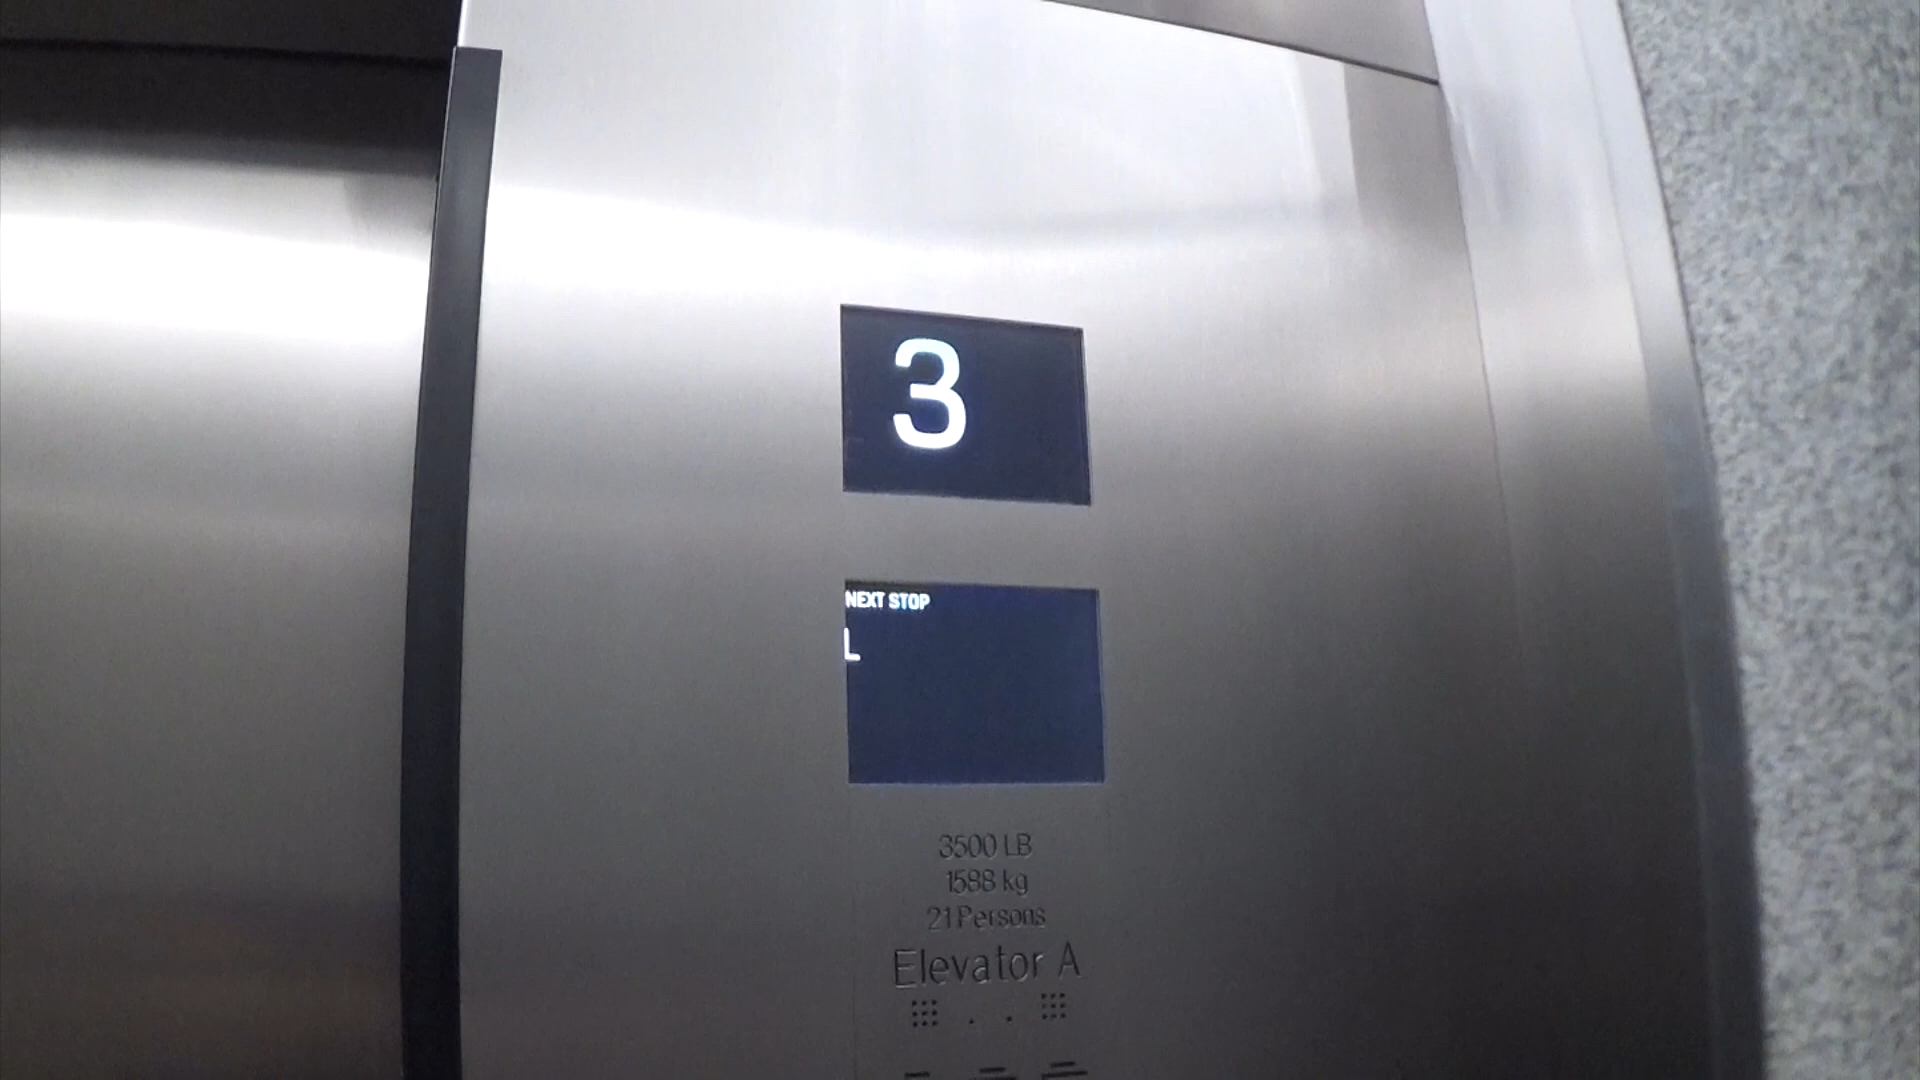 3
NEXT STOP
L
3500 LB
1588 kg
21 Persons
Elevator A